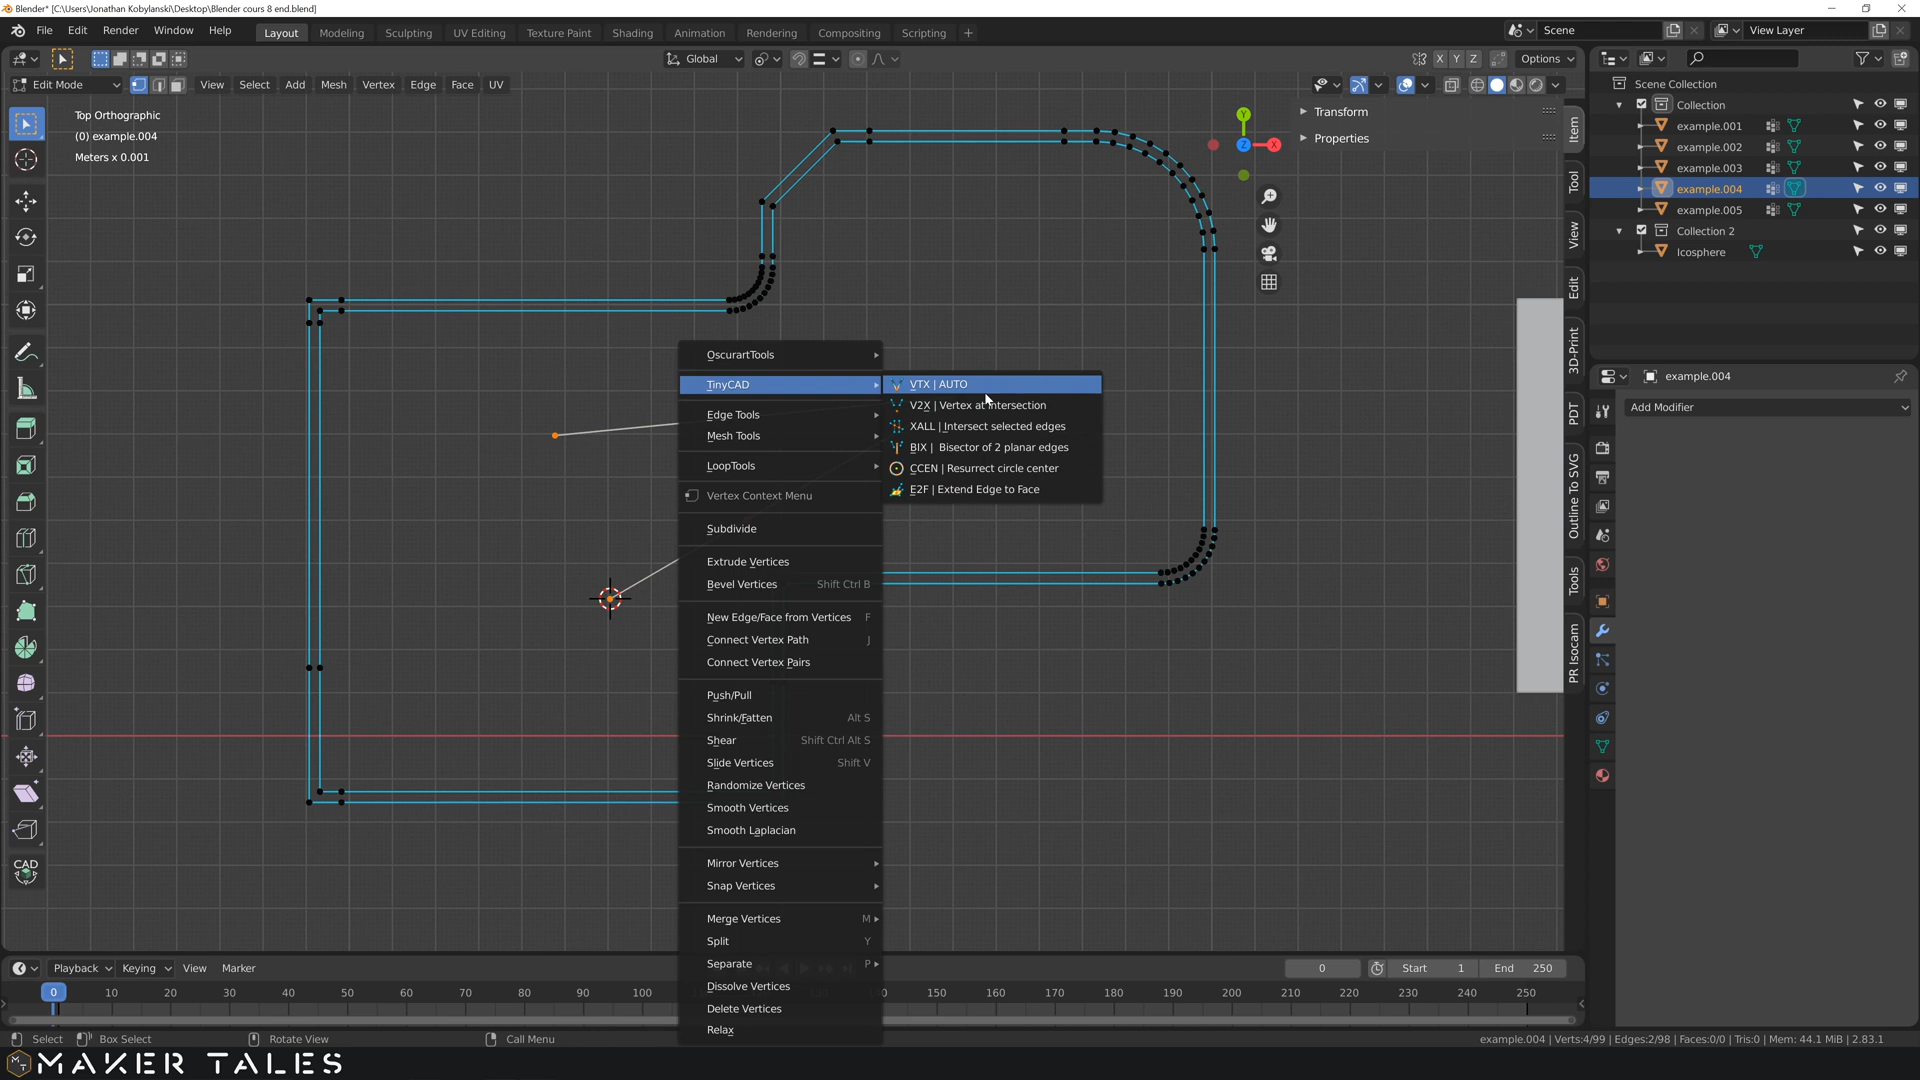 Blender* [C:\Users\Jonathan Kobylanski\Desktop\Blender cours 8 end.blend]
File Edit Render Window Help
Layout Modeling Sculpting UV Editing Texture Paint Shading Animation Rendering Compositing Scripting +
Scene
View Layer
Global
X Y Z
Options
Edit Mode
View Select Add Mesh Vertex Edge Face UV
Top Orthographic
(0) example.004
Meters x 0.001
Y
Z
X
Transform
Properties
Item
Tool
View
Edit
3D-Print
PDT
Outline To SVG
Tools
PR Isocam
Scene Collection
Collection
example.001
example.002
example.003
example.004
example.005
Collection 2
Icosphere
example.004
Add Modifier
OscurartTools
TinyCAD
Edge Tools
Mesh Tools
LoopTools
Vertex Context Menu
Subdivide
Extrude Vertices
Bevel Vertices Shift Ctrl B
New Edge/Face from Vertices F
Connect Vertex Path J
Connect Vertex Pairs
Push/Pull
Shrink/Fatten Alt S
Shear Shift Ctrl Alt S
Slide Vertices Shift V
Randomize Vertices
Smooth Vertices
Smooth Laplacian
Mirror Vertices
Snap Vertices
Merge Vertices M
Split Y
Separate P
Dissolve Vertices
Delete Vertices
Relax
VTX | AUTO
V2X | Vertex at intersection
XALL | Intersect selected edges
BIX | Bisector of 2 planar edges
CCEN | Resurrect circle center
E2F | Extend Edge to Face
CAD
Playback Keying View Marker
0
Start 1
End 250
0 10 20 30 40 50 60 70 80 90 100 150 160 170 180 190 200 210 220 230 240 250
Select Box Select Rotate View Call Menu
example.004 | Verts:4/99 | Edges:2/98 | Faces:0/0 | Tris:0 | Mem: 44.1 MiB | 2.83.1
MAKER TALES